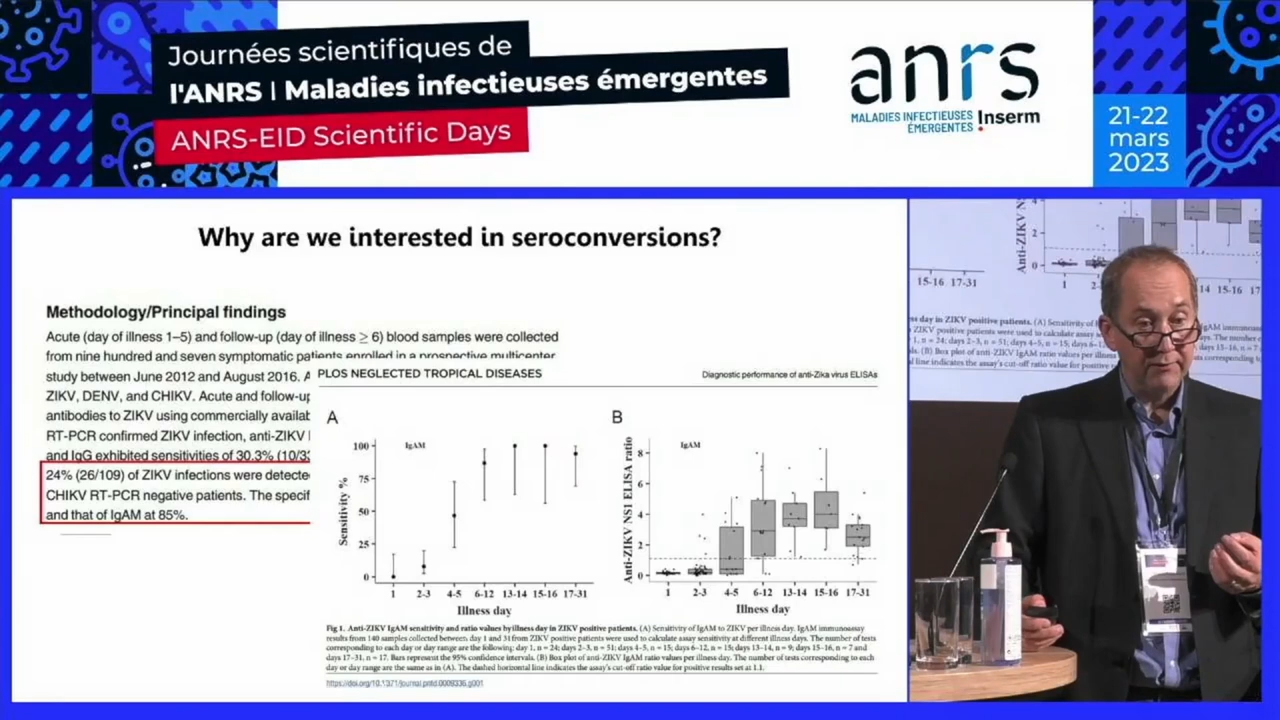 Journées scientifiques de
l'ANRS | Maladies infectieuses émergentes
ANRS-EID Scientific Days
anrs
MALADIES INFECTIEUSES
ÉMERGENTES
Inserm
21-22
mars
2023
Why are we interested in seroconversions?
Methodology/Principal findings
Acute (day of illness 1–5) and follow-up (day of illness ≥ 6) blood samples were collected
from nine hundred and seven symptomatic patients enrolled in a prospective multicenter
study between June 2012 and August 2016. A
ZIKV, DENV, and CHIKV. Acute and follow-up
antibodies to ZIKV using commercially availab
RT-PCR confirmed ZIKV infection, anti-ZIKV I
and IgG exhibited sensitivities of 30.3% (10/33
24% (26/109) of ZIKV infections were detecte
CHIKV RT-PCR negative patients. The specif
and that of IgAM at 85%.
PLOS NEGLECTED TROPICAL DISEASES
Diagnostic performance of anti-Zika virus ELISAs
A
IgAM
Sensitivity %
100
75
50
25
0
1 2-3 4-5 6-12 13-14 15-16 17-31
Illness day
B
IgAM
Anti-ZIKV NS1 ELISA ratio
8
6
4
2
0
1 2-3 4-5 6-12 13-14 15-16 17-31
Illness day
Fig 1. Anti-ZIKV IgAM sensitivity and ratio values by illness day in ZIKV positive patients. (A) Sensitivity of IgAM to ZIKV per illness day. IgAM immunoassay
results from 140 samples collected between day 1 and 31 from ZIKV positive patients were used to calculate assay sensitivity at different illness days. The number of tests
corresponding to each day or day range are the following: day 1, n = 24; days 2–3, n = 51; days 4–5, n = 15; days 6–12, n = 15; days 13–14, n = 9; days 15–16, n = 7 and
days 17–31, n = 17. Bars represent the 95% confidence intervals. (B) Box plot of anti-ZIKV IgAM ratio values per illness day. The number of tests corresponding to each
day or day range are the same as in (A). The dashed horizontal line indicates the assay's cut-off ratio value for positive results set at 1.1.
https://doi.org/10.1371/journal.pntd.0008336.g001
Anti-ZIKV NS
4
2
0
15-16 17-31
1 2- 14 15-16 17
ess day in ZIKV positive patients. (A) Sensitivity of I
ZIKV positive patients were used to calculate assay
1, n = 24; days 2–3, n = 51; days 4–5, n = 15; days 6–1
ls. (B) Box plot of anti-ZIKV IgAM ratio values per illness
l line indicates the assay's cut-off ratio value for positive r